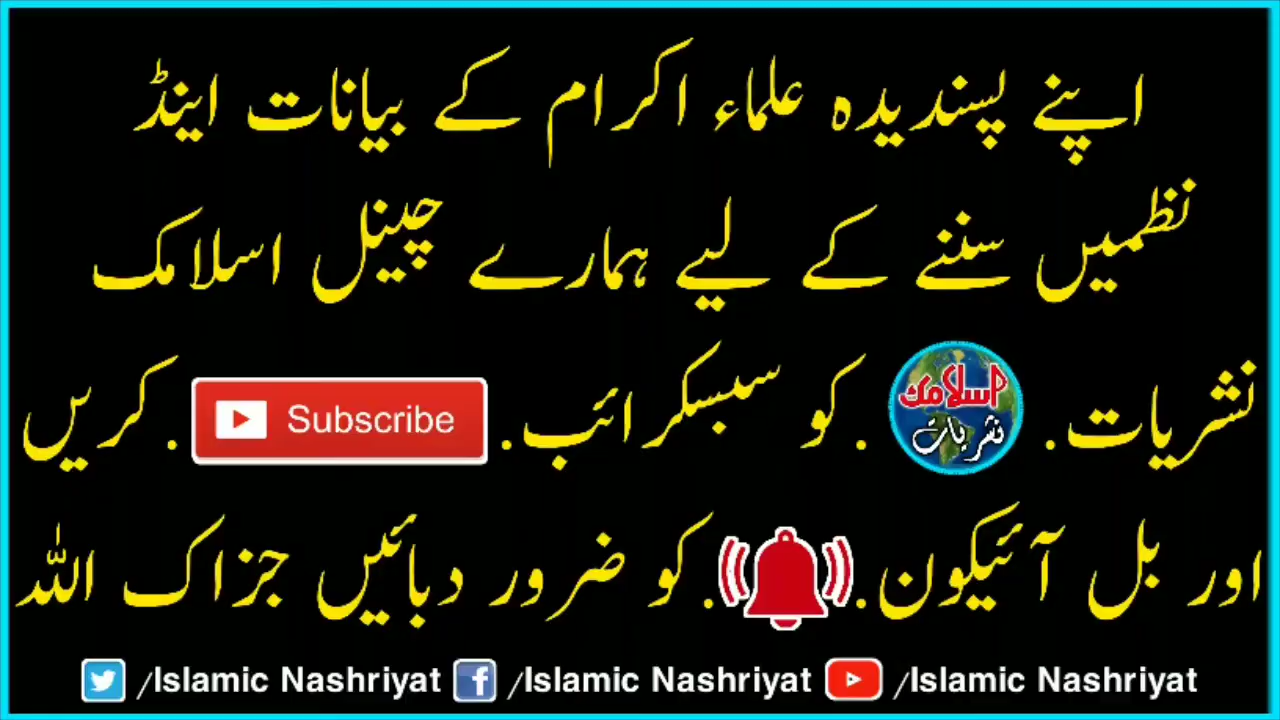 اپنے پسندیدہ علماء اکرام کے بیانات اینڈ
نظمیں سننے کے لیے ہمارے چینل اسلامک
نشریات. اسلامک نشریات .کو سبسکرائب. Subscribe .کریں
اور بل آئیکون. .کو ضرور دبائیں جزاک اللہ
/Islamic Nashriyat /Islamic Nashriyat /Islamic Nashriyat